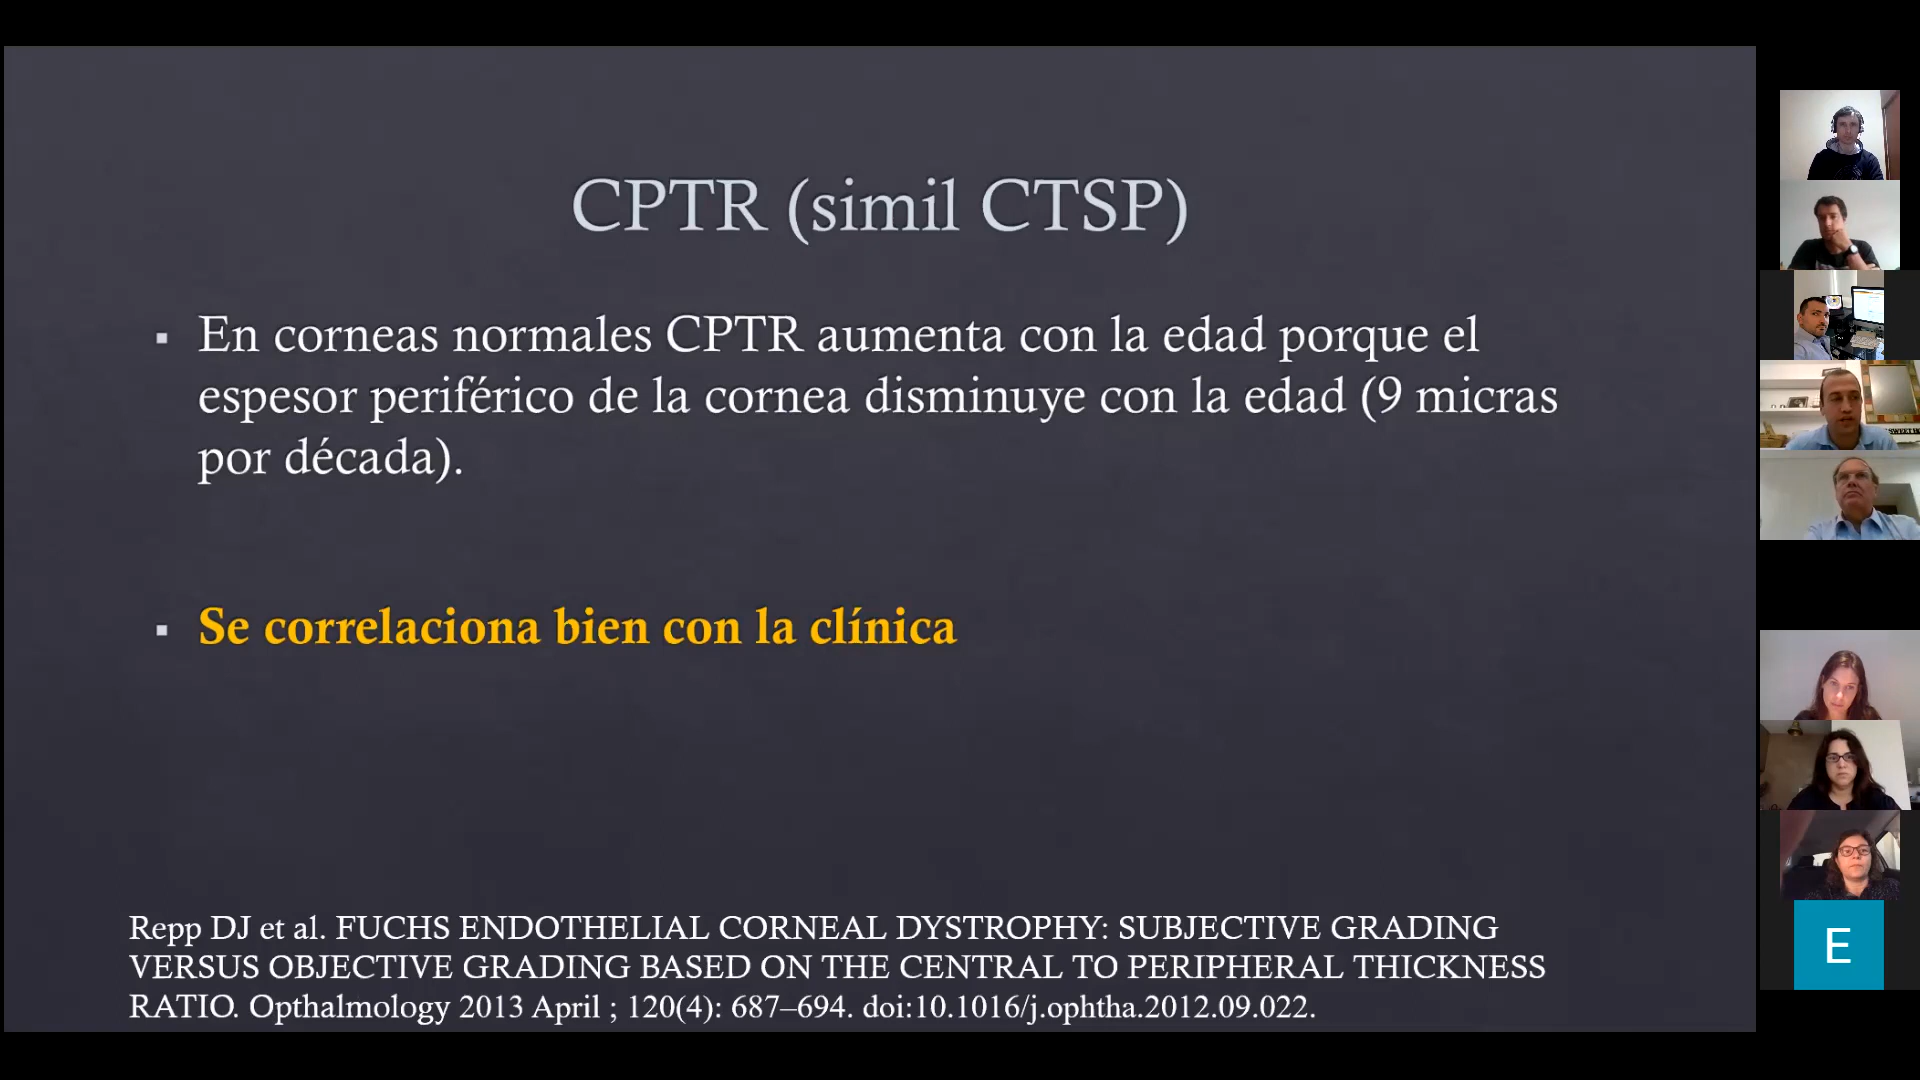 CPTR (simil CTSP)
▪ En corneas normales CPTR aumenta con la edad porque el
espesor periférico de la cornea disminuye con la edad (9 micras
por década).
▪ Se correlaciona bien con la clínica
Repp DJ et al. FUCHS ENDOTHELIAL CORNEAL DYSTROPHY: SUBJECTIVE GRADING
VERSUS OBJECTIVE GRADING BASED ON THE CENTRAL TO PERIPHERAL THICKNESS
RATIO. Opthalmology 2013 April ; 120(4): 687–694. doi:10.1016/j.ophtha.2012.09.022.
E